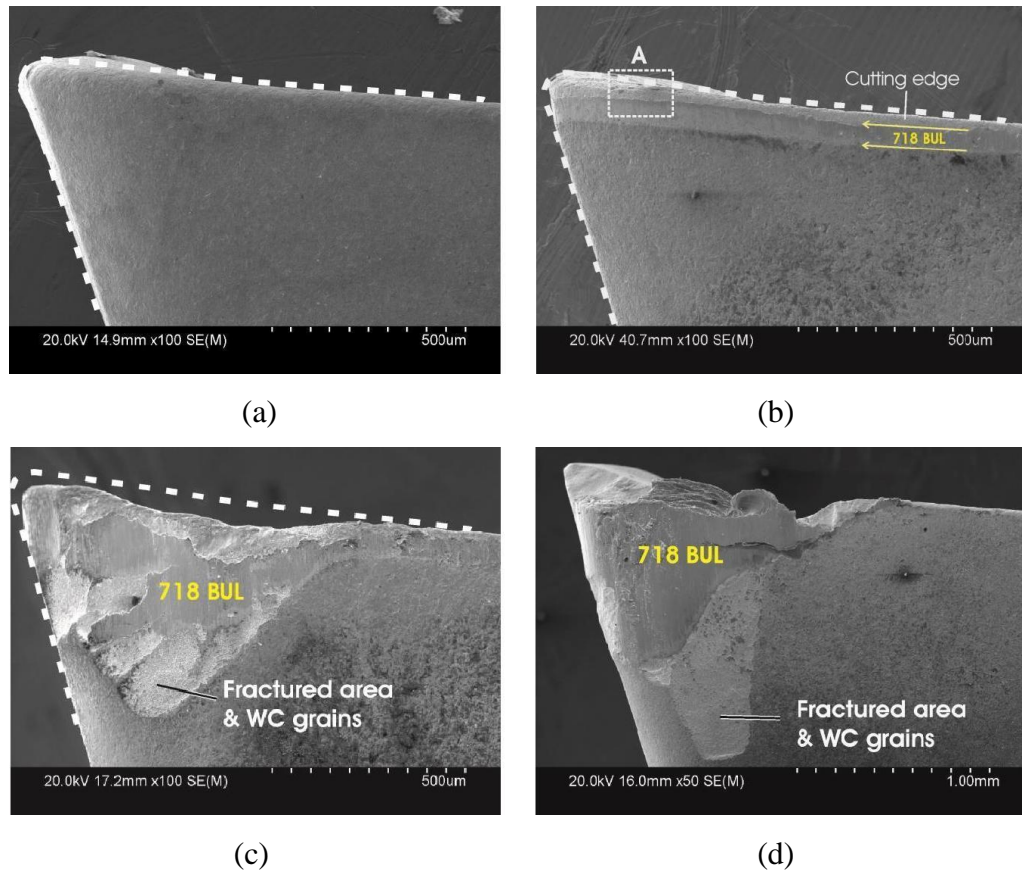 A
Cutting edge
718 BUL
20.0kV 14.9mm x100 SE(M) 500um
20.0kV 40.7mm x100 SE(M) 500um
(a)
(b)
718 BUL
Fractured area
& WC grains
718 BUL
Fractured area
& WC grains
20.0kV 17.2mm x100 SE(M) 500um
20.0kV 16.0mm x50 SE(M) 1.00mm
(c)
(d)